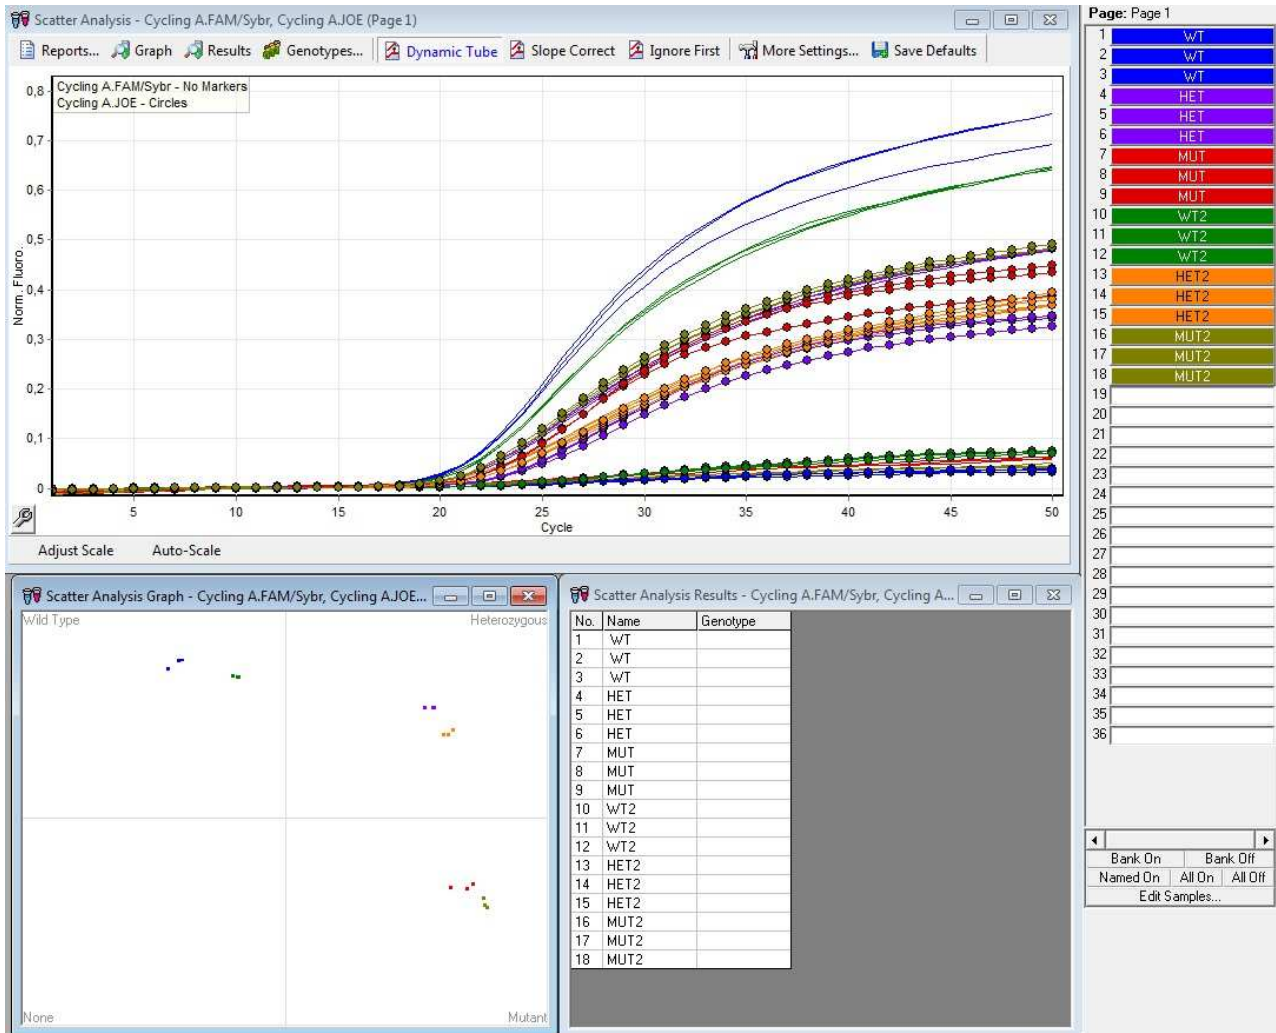 Scatter Analysis - Cycling A.FAM/Sybr, Cycling A.JOE (Page 1)
Reports... Graph Results Genotypes... Dynamic Tube Slope Correct Ignore First More Settings... Save Defaults
Cycling A.FAM/Sybr - No Markers
Cycling A.JOE - Circles
Norm. Fluoro.
0,8
0,7
0,6
0,5
0,4
0,3
0,2
0,1
0
5 10 15 20 25 30 35 40 45 50
Cycle
Adjust Scale Auto-Scale
Page: Page 1
1 WT
2 WT
3 WT
4 HET
5 HET
6 HET
7 MUT
8 MUT
9 MUT
10 WT2
11 WT2
12 WT2
13 HET2
14 HET2
15 HET2
16 MUT2
17 MUT2
18 MUT2
19
20
21
22
23
24
25
26
27
28
29
30
31
32
33
34
35
36
Bank On Bank Off
Named On All On All Off
Edit Samples...
Scatter Analysis Graph - Cycling A.FAM/Sybr, Cycling A.JOE...
Wild Type Heterozygous
None Mutant
Scatter Analysis Results - Cycling A.FAM/Sybr, Cycling A...
No. Name Genotype
1 WT
2 WT
3 WT
4 HET
5 HET
6 HET
7 MUT
8 MUT
9 MUT
10 WT2
11 WT2
12 WT2
13 HET2
14 HET2
15 HET2
16 MUT2
17 MUT2
18 MUT2